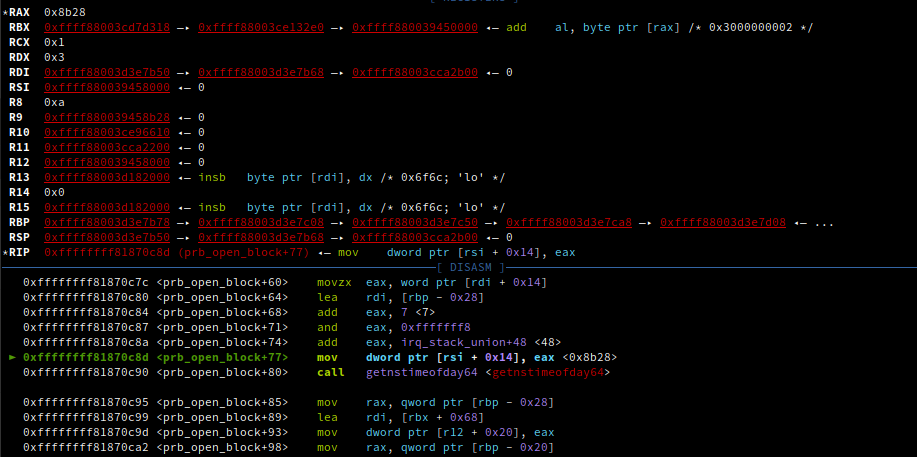 *RAX 0x8b28
RBX 0xffff88003cd7d318 —▸ 0xffff88003ce132e0 —▸ 0xffff880039450000 ◂— add al, byte ptr [rax] /* 0x3000000002 */
RCX 0x1
RDX 0x3
RDI 0xffff88003d3e7b50 —▸ 0xffff88003d3e7b68 —▸ 0xffff88003cca2b00 ◂— 0
RSI 0xffff880039458000 ◂— 0
R8 0xa
R9 0xffff880039458b28 ◂— 0
R10 0xffff88003ce96610 ◂— 0
R11 0xffff88003cca2200 ◂— 0
R12 0xffff880039458000 ◂— 0
R13 0xffff88003d182000 ◂— insb byte ptr [rdi], dx /* 0x6f6c; 'lo' */
R14 0x0
R15 0xffff88003d182000 ◂— insb byte ptr [rdi], dx /* 0x6f6c; 'lo' */
RBP 0xffff88003d3e7b78 —▸ 0xffff88003d3e7c08 —▸ 0xffff88003d3e7c50 —▸ 0xffff88003d3e7ca8 —▸ 0xffff88003d3e7d08 ◂— ...
RSP 0xffff88003d3e7b50 —▸ 0xffff88003d3e7b68 —▸ 0xffff88003cca2b00 ◂— 0
*RIP 0xffffffff81870c8d (prb_open_block+77) ◂— mov dword ptr [rsi + 0x14], eax
[ DISASM ]
0xffffffff81870c7c <prb_open_block+60> movzx eax, word ptr [rdi + 0x14]
0xffffffff81870c80 <prb_open_block+64> lea rdi, [rbp - 0x28]
0xffffffff81870c84 <prb_open_block+68> add eax, 7 <7>
0xffffffff81870c87 <prb_open_block+71> and eax, 0xfffffff8
0xffffffff81870c8a <prb_open_block+74> add eax, irq_stack_union+48 <48>
► 0xffffffff81870c8d <prb_open_block+77> mov dword ptr [rsi + 0x14], eax <0x8b28>
0xffffffff81870c90 <prb_open_block+80> call getnstimeofday64 <getnstimeofday64>
0xffffffff81870c95 <prb_open_block+85> mov rax, qword ptr [rbp - 0x28]
0xffffffff81870c99 <prb_open_block+89> lea rdi, [rbx + 0x68]
0xffffffff81870c9d <prb_open_block+93> mov dword ptr [r12 + 0x20], eax
0xffffffff81870ca2 <prb_open_block+98> mov rax, qword ptr [rbp - 0x20]